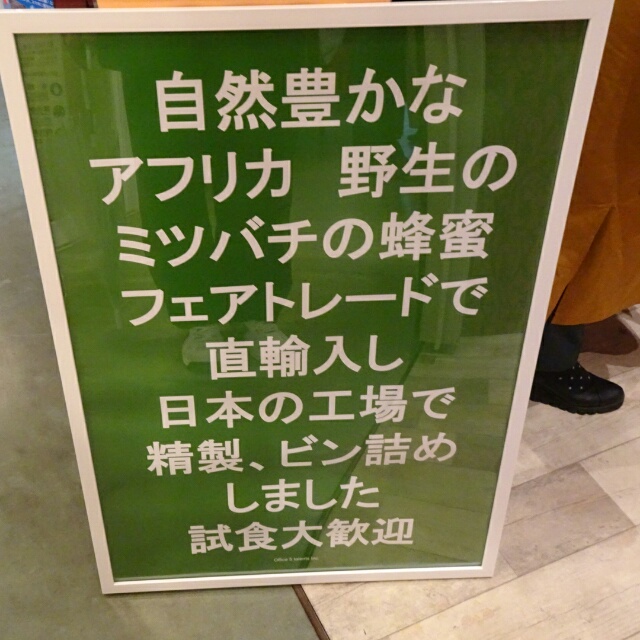 自然豊かな
アフリカ　野生の
ミツバチの蜂蜜
フェアトレードで
直輸入し
日本の工場で
精製、ビン詰め
しました
試食大歓迎